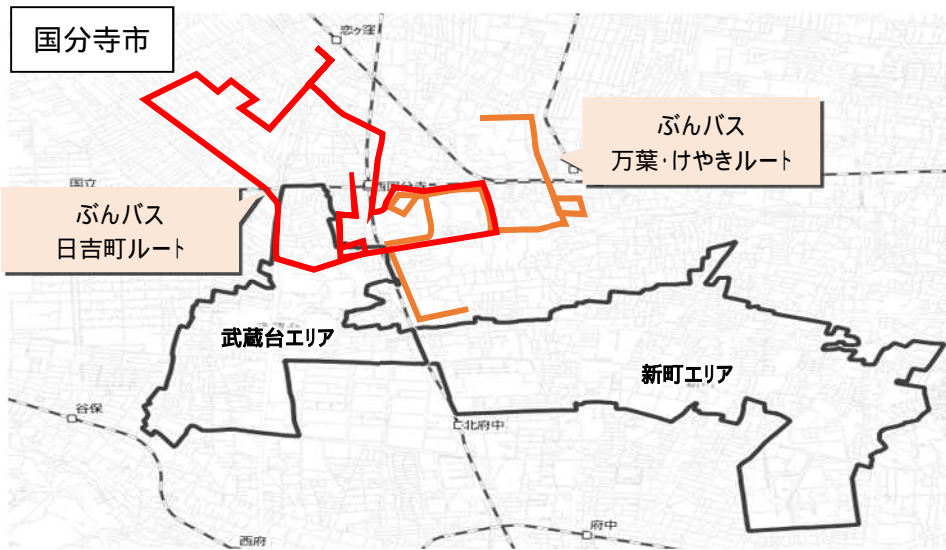 国分寺市
恋ヶ窪
ぶんバス
万葉・けやきルート
国立
西国分寺
ぶんバス
日吉町ルート
武蔵台エリア
新町エリア
谷保
北府中
西府
府中